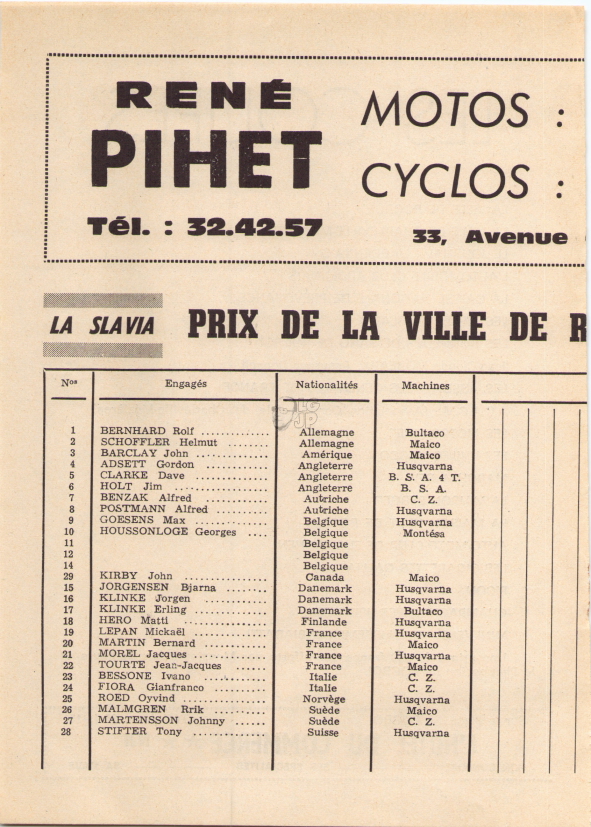 RENÉ
PIHET
Tél. : 32.42.57
MOTOS :
CYCLOS :
33, Avenue
LA SLAVIA
PRIX DE LA VILLE DE R
Nos Engagés Nationalités Machines
LG
JP
1 BERNHARD Rolf ............ Allemagne Bultaco
2 SCHOFFLER Helmut ........ Allemagne Maico
3 BARCLAY John ............. Amérique Maico
4 ADSETT Gordon ............ Angleterre Husqvarna
5 CLARKE Dave .............. Angleterre B. S. A. 4 T.
6 HOLT Jim ................. Angleterre B. S. A.
7 BENZAK Alfred ............ Autriche C. Z.
8 POSTMANN Alfred .......... Autriche Husqvarna
9 GOESENS Max .............. Belgique Husqvarna
10 HOUSSONLOGE Georges .... Belgique Montésa
11 Belgique
12 Belgique
14 Belgique
29 KIRBY John ............... Canada Maico
15 JORGENSEN Bjarna ....... Danemark Husqvarna
16 KLINKE Jorgen ............ Danemark Husqvarna
17 KLINKE Erling ............ Danemark Bultaco
18 HERO Matti ............... Finlande Husqvarna
19 LEPAN Mickaël ............ France Husqvarna
20 MARTIN Bernard ........... France Maico
21 MOREL Jacques ............ France Husqvarna
22 TOURTE Jean-Jacques ...... France Maico
23 BESSONE Ivano ............ Italie C. Z.
24 FIORA Gianfranco ......... Italie C. Z.
25 ROED Oyvind .............. Norvège Husqvarna
26 MALMGREN Rrik ........... Suède Maico
27 MARTENSSON Johnny ...... Suède C. Z.
28 STIFTER Tony ............. Suisse Husqvarna